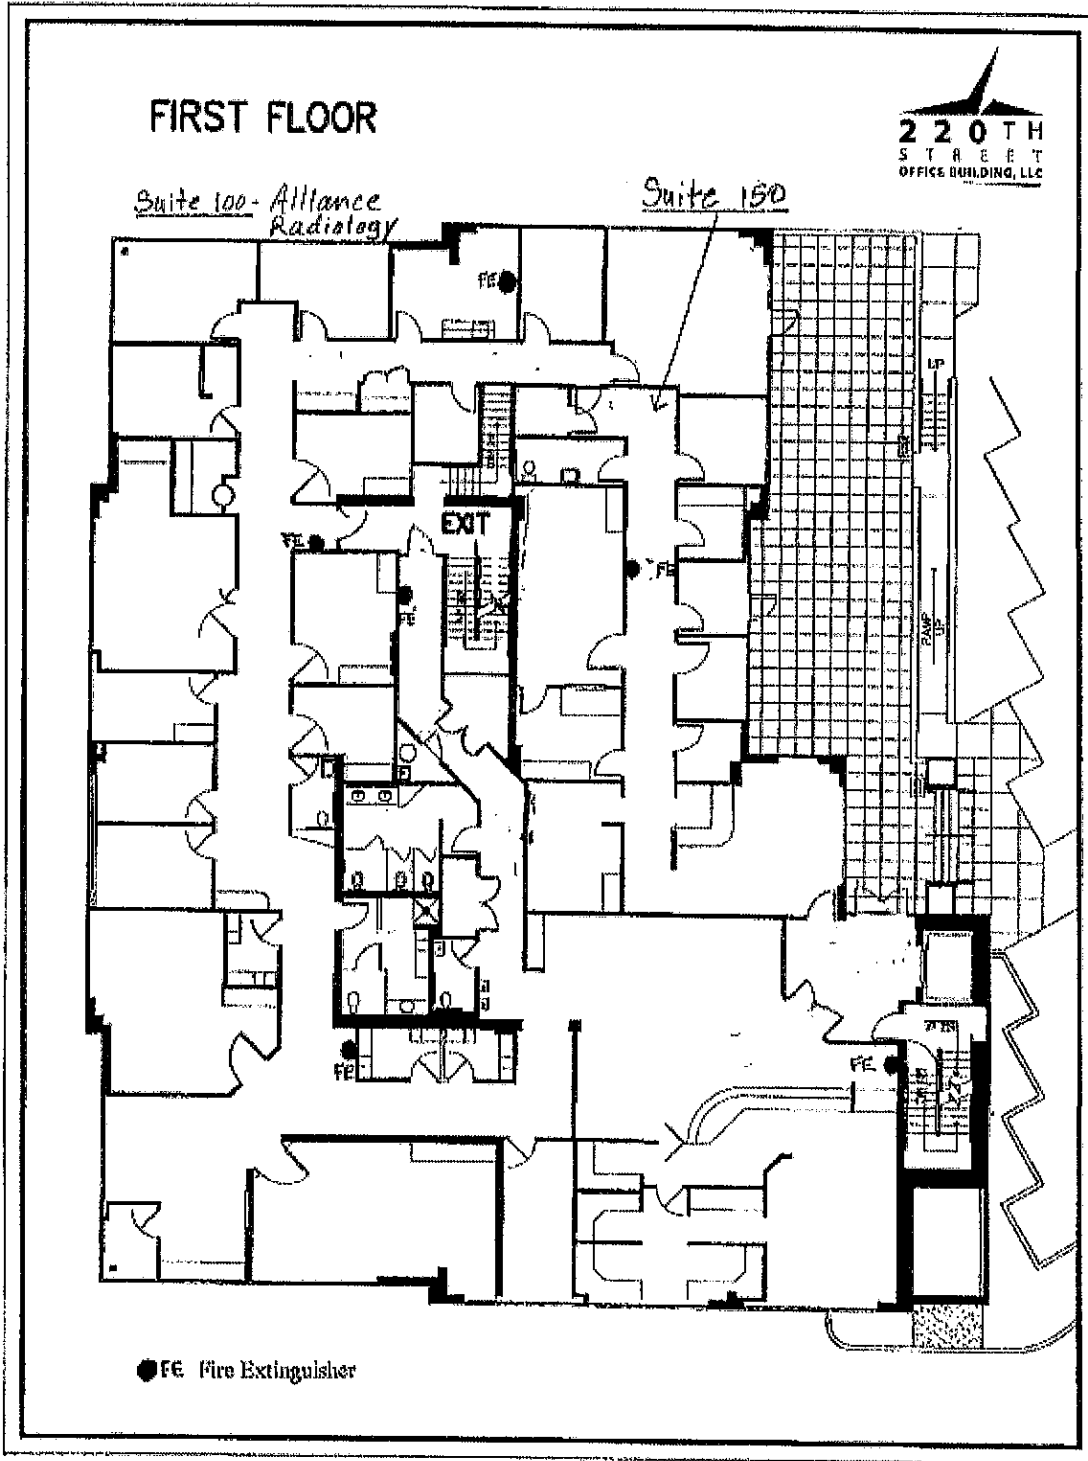 FIRST FLOOR
220TH
STREET
OFFICE BUILDING, LLC
Suite 100 - Alliance
Radiology
Suite 150
FE
UP
EXIT
FE
FE
FE
UP
FE
FE
FE Fire Extinguisher